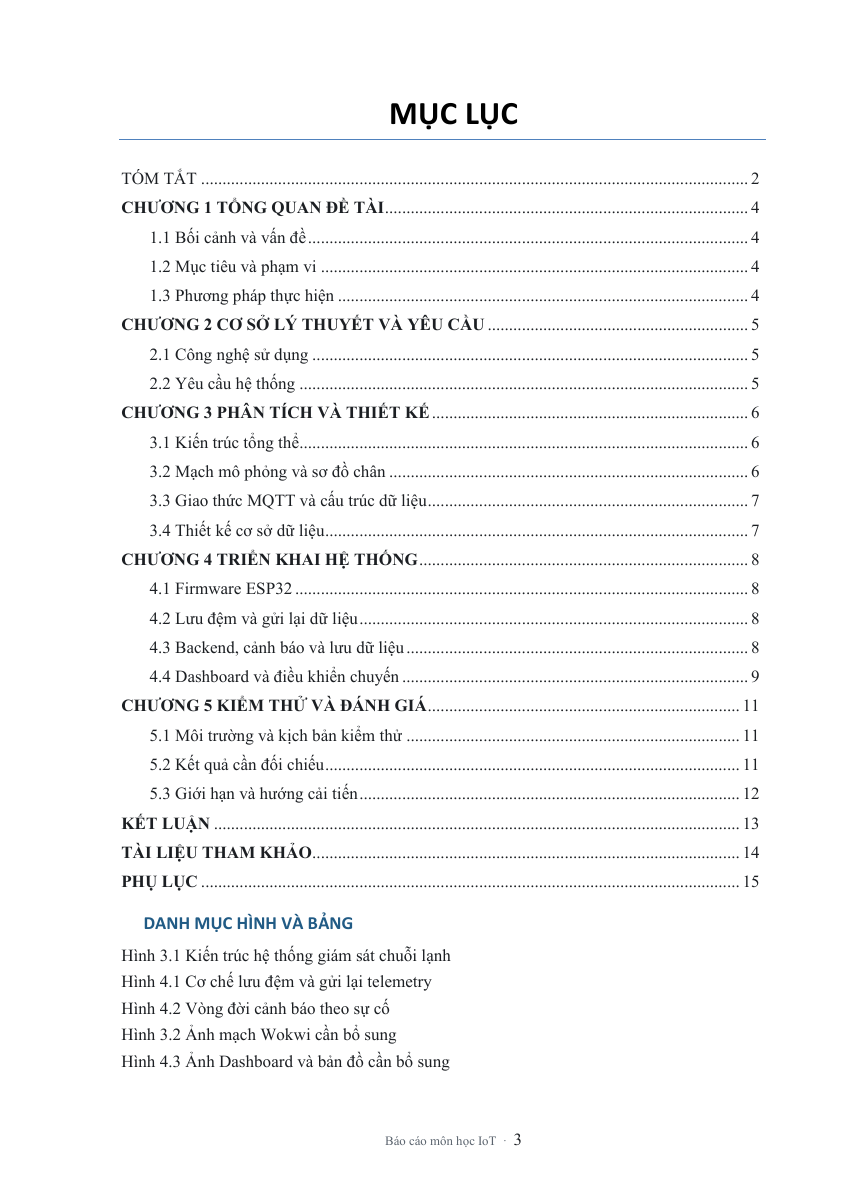 MỤC LỤC
TÓM TẮT ........ 2
CHƯƠNG 1 TỔNG QUAN ĐỀ TÀI ........ 4
1.1 Bối cảnh và vấn đề ........ 4
1.2 Mục tiêu và phạm vi ........ 4
1.3 Phương pháp thực hiện ........ 4
CHƯƠNG 2 CƠ SỞ LÝ THUYẾT VÀ YÊU CẦU ........ 5
2.1 Công nghệ sử dụng ........ 5
2.2 Yêu cầu hệ thống ........ 5
CHƯƠNG 3 PHÂN TÍCH VÀ THIẾT KẾ ........ 6
3.1 Kiến trúc tổng thể ........ 6
3.2 Mạch mô phỏng và sơ đồ chân ........ 6
3.3 Giao thức MQTT và cấu trúc dữ liệu ........ 7
3.4 Thiết kế cơ sở dữ liệu ........ 7
CHƯƠNG 4 TRIỂN KHAI HỆ THỐNG ........ 8
4.1 Firmware ESP32 ........ 8
4.2 Lưu đệm và gửi lại dữ liệu ........ 8
4.3 Backend, cảnh báo và lưu dữ liệu ........ 8
4.4 Dashboard và điều khiển chuyến ........ 9
CHƯƠNG 5 KIỂM THỬ VÀ ĐÁNH GIÁ ........ 11
5.1 Môi trường và kịch bản kiểm thử ........ 11
5.2 Kết quả cần đối chiếu ........ 11
5.3 Giới hạn và hướng cải tiến ........ 12
KẾT LUẬN ........ 13
TÀI LIỆU THAM KHẢO ........ 14
PHỤ LỤC ........ 15
DANH MỤC HÌNH VÀ BẢNG
Hình 3.1 Kiến trúc hệ thống giám sát chuỗi lạnh
Hình 4.1 Cơ chế lưu đệm và gửi lại telemetry
Hình 4.2 Vòng đời cảnh báo theo sự cố
Hình 3.2 Ảnh mạch Wokwi cần bổ sung
Hình 4.3 Ảnh Dashboard và bản đồ cần bổ sung
Báo cáo môn học IoT · 3